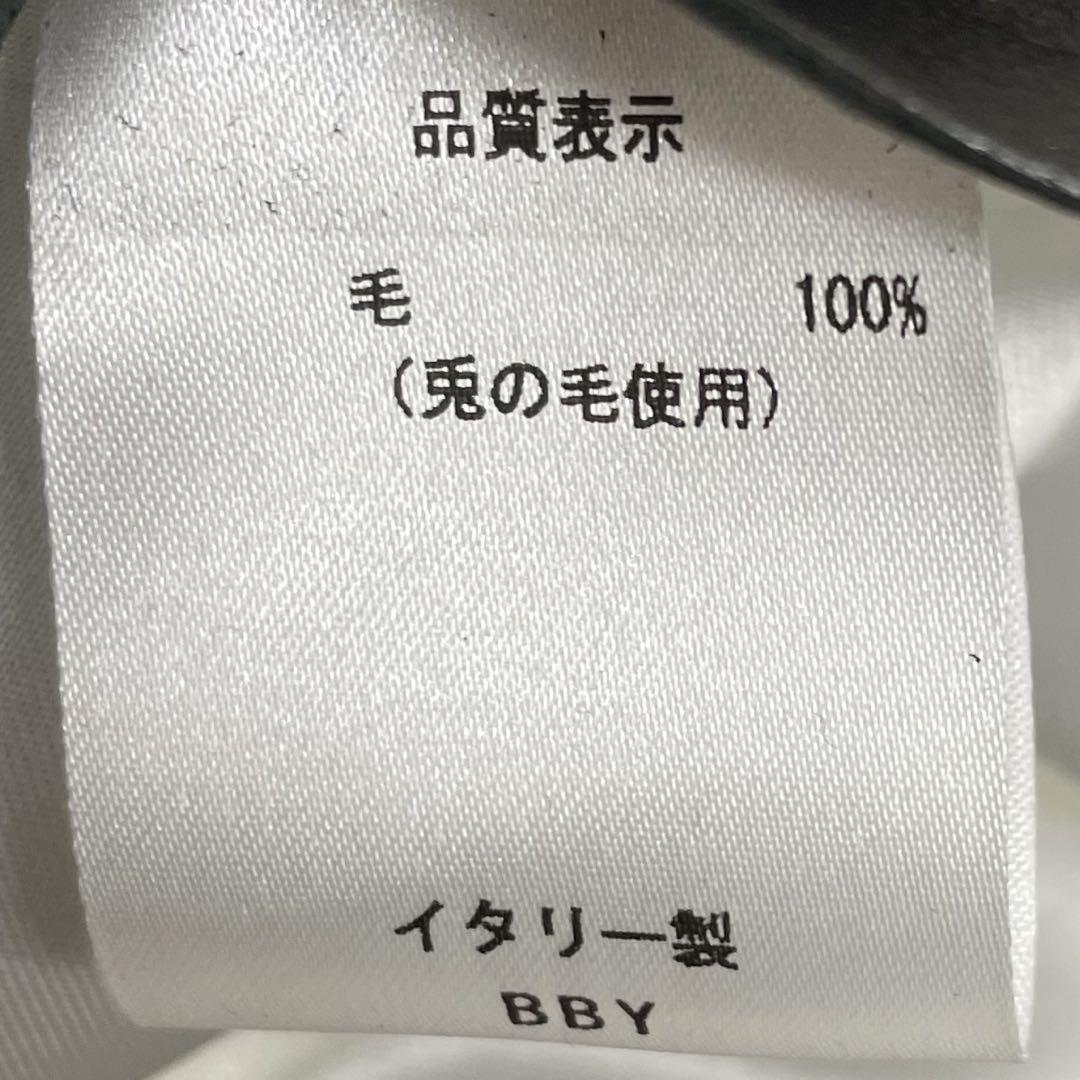 品質表示
毛 100%
(兎の毛使用)
イタリー製
BBY